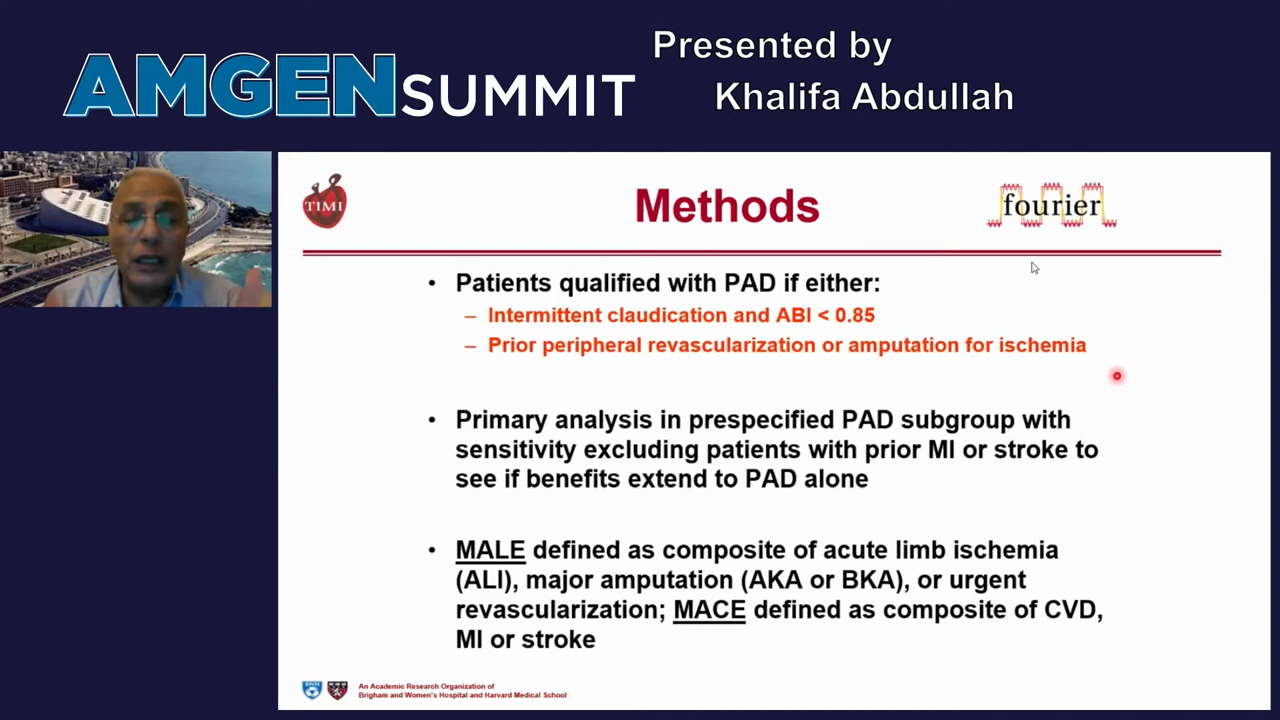 AMGEN SUMMIT
Presented by
Khalifa Abdullah
TIMI
Methods
fourier
• Patients qualified with PAD if either:
– Intermittent claudication and ABI < 0.85
– Prior peripheral revascularization or amputation for ischemia
• Primary analysis in prespecified PAD subgroup with
sensitivity excluding patients with prior MI or stroke to
see if benefits extend to PAD alone
• MALE defined as composite of acute limb ischemia
(ALI), major amputation (AKA or BKA), or urgent
revascularization; MACE defined as composite of CVD,
MI or stroke
An Academic Research Organization of
Brigham and Women's Hospital and Harvard Medical School